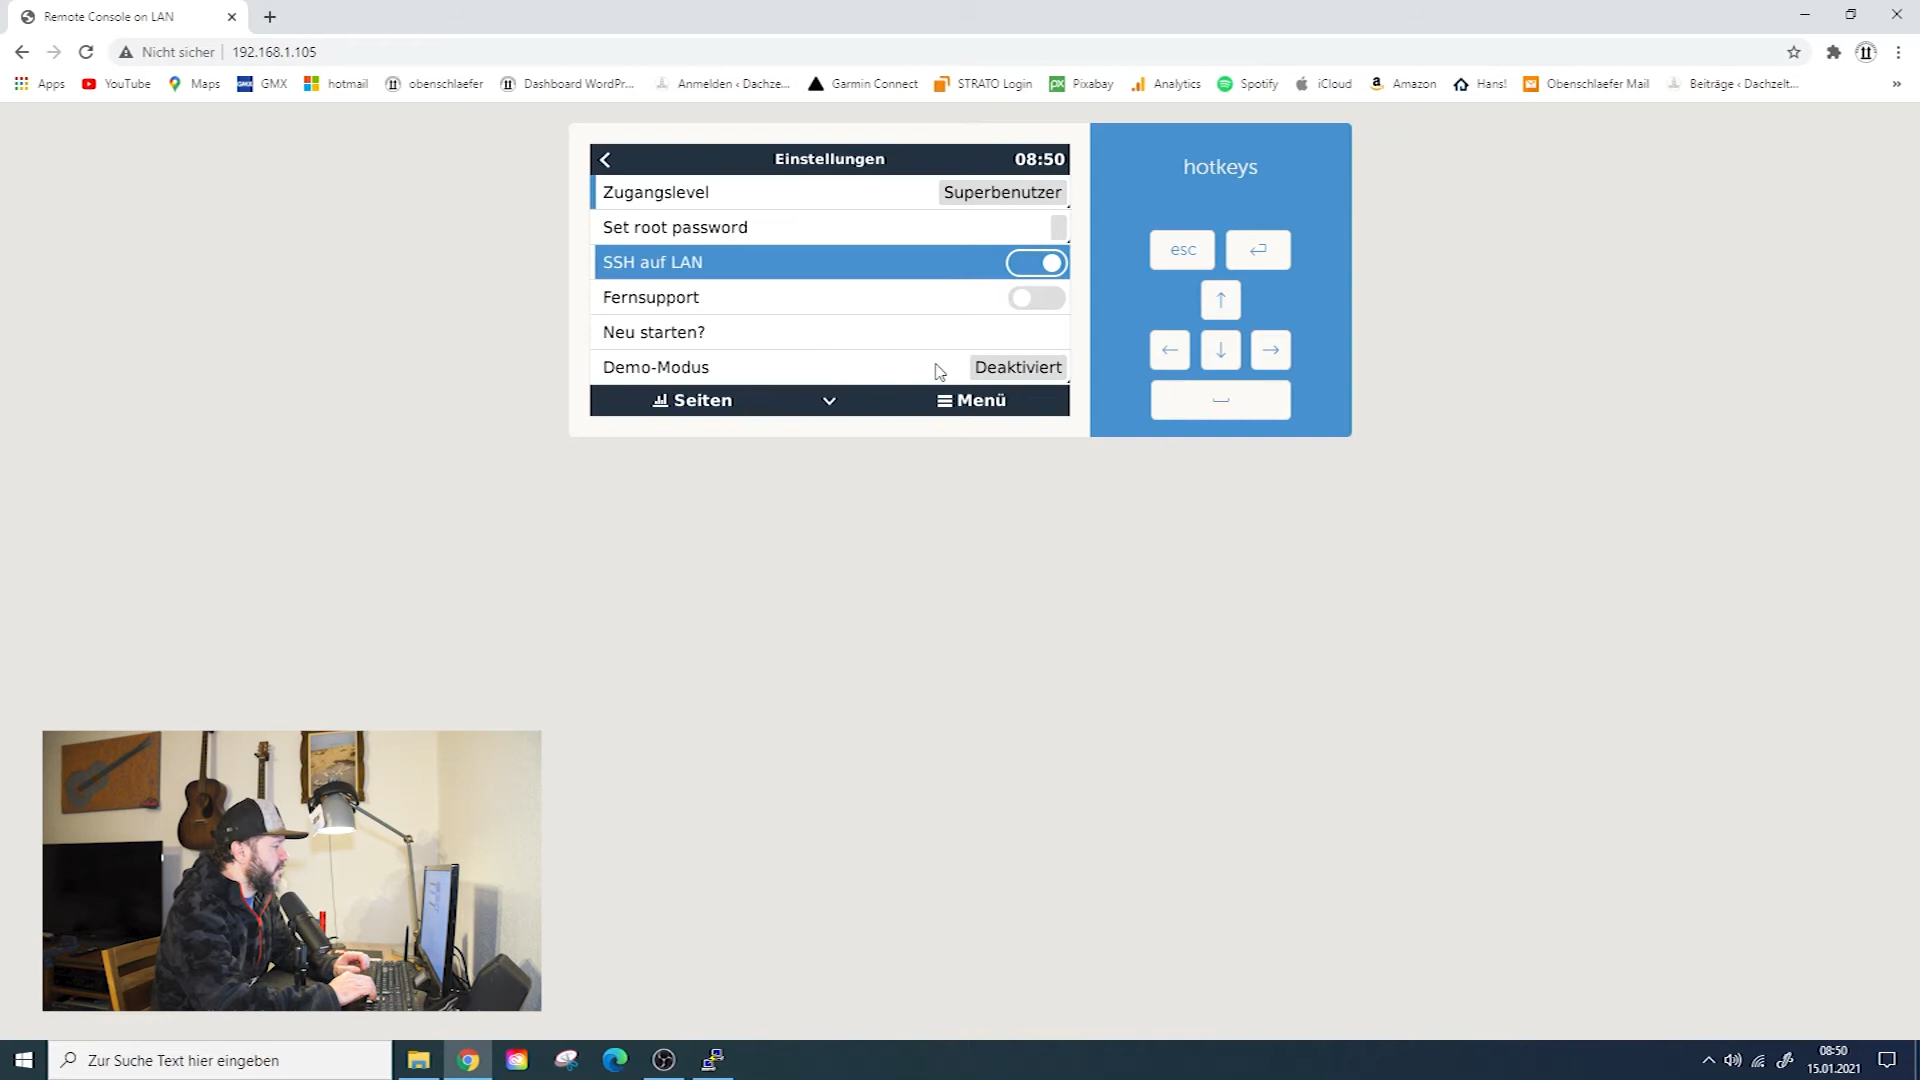 Remote Console on LAN
Nicht sicher 192.168.1.105
Apps YouTube Maps GMX hotmail obenschlaefer Dashboard WordPr... Anmelden ‹ Dachze... Garmin Connect STRATO Login Pixabay Analytics Spotify iCloud Amazon Hans! Obenschlaefer Mail Beiträge ‹ Dachzelt... »
Einstellungen 08:50
Zugangslevel Superbenutzer
Set root password
SSH auf LAN
Fernsupport
Neu starten?
Demo-Modus Deaktiviert
Seiten Menü
hotkeys
esc
Zur Suche Text hier eingeben
08:50
15.01.2021